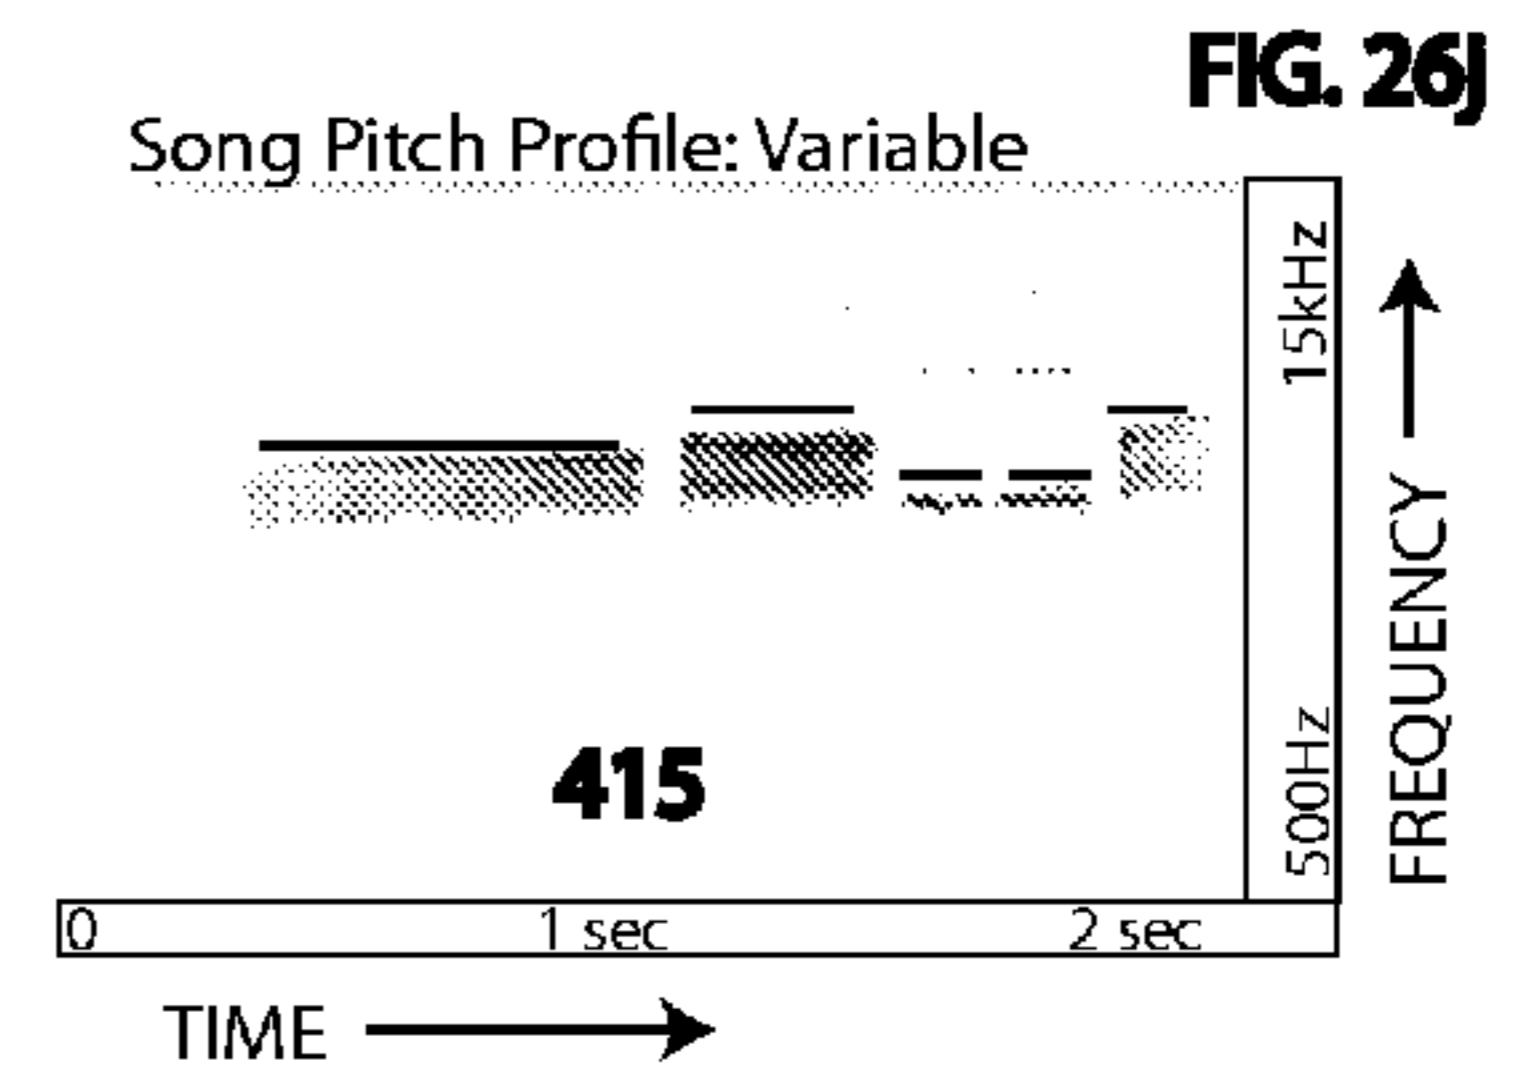 FIG. 26J
Song Pitch Profile: Variable
15kHz
500Hz
FREQUENCY
415
0 1 sec 2 sec
TIME